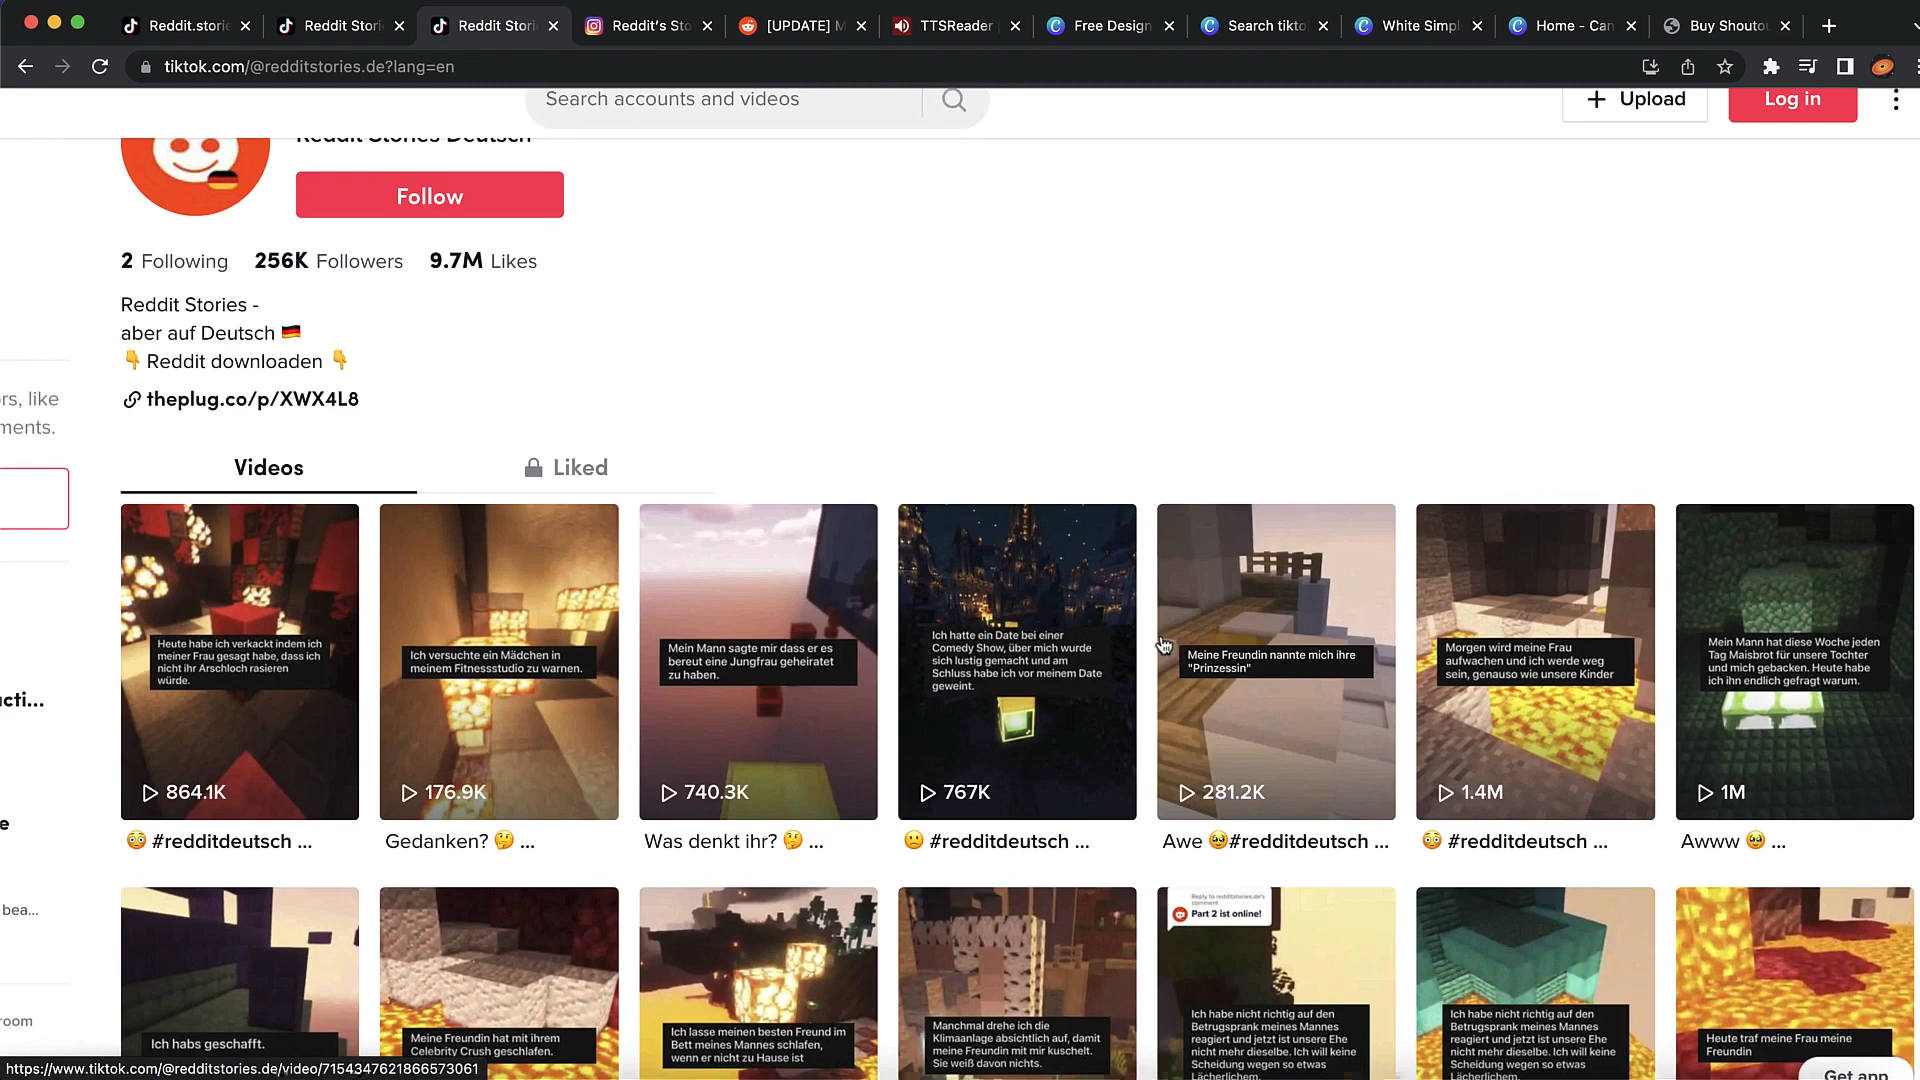 Reddit.storie
Reddit Stori
Reddit Stori
Reddit's Sto
[UPDATE] M
TTSReader
Free Design
Search tikto
White Simpl
Home - Can
Buy Shoutou
tiktok.com/@redditstories.de?lang=en
Search accounts and videos
Upload
Log in
Reddit Stories Deutsch
Follow
2 Following 256K Followers 9.7M Likes
Reddit Stories -
aber auf Deutsch 🇩🇪
👇 Reddit downloaden 👇
theplug.co/p/XWX4L8
rs, like
ments.
Videos
Liked
Heute habe ich verkackt indem ich
meiner Frau gesagt habe, dass ich
nicht ihr Arschloch rasieren
würde.
864.1K
😳 #redditdeutsch ...
Ich versuchte ein Mädchen in
meinem Fitnessstudio zu warnen.
176.9K
Gedanken? 🤔 ...
Mein Mann sagte mir dass er es
bereut eine Jungfrau geheiratet
zu haben.
740.3K
Was denkt ihr? 🤔 ...
Ich hatte ein Date bei einer
Comedy Show, über mich wurde
sich lustig gemacht und am
Schluss habe ich vor meinem Date
geweint.
767K
🙁 #redditdeutsch ...
Meine Freundin nannte mich ihre
"Prinzessin"
281.2K
Awe 🥹#redditdeutsch ...
Morgen wird meine Frau
aufwachen und ich werde weg
sein, genauso wie unsere Kinder
1.4M
😳 #redditdeutsch ...
Mein Mann hat diese Woche jeden
Tag Maisbrot für unsere Tochter
und mich gebacken. Heute habe
ich ihn endlich gefragt warum.
1M
Awww 🥹 ...
cti...
e
bea...
room
Ich habs geschafft.
Meine Freundin hat mit ihrem
Celebrity Crush geschlafen.
Ich lasse meinen besten Freund im
Bett meines Mannes schlafen,
wenn er nicht zu Hause ist
Manchmal drehe ich die
Klimaanlage absichtlich auf, damit
meine Freundin mit mir kuschelt.
Sie weiß davon nichts.
Reply to redditstories.de's
comment
Part 2 ist online!
Ich habe nicht richtig auf den
Betrugsprank meines Mannes
reagiert und jetzt ist unsere Ehe
nicht mehr dieselbe. Ich will keine
Scheidung wegen so etwas
Lächerlichem.
Ich habe nicht richtig auf den
Betrugsprank meines Mannes
reagiert und jetzt ist unsere Ehe
nicht mehr dieselbe. Ich will keine
Scheidung wegen so etwas
Lächerlichem.
Heute traf meine Frau meine
Freundin
Get app
https://www.tiktok.com/@redditstories.de/video/7154347621866573061